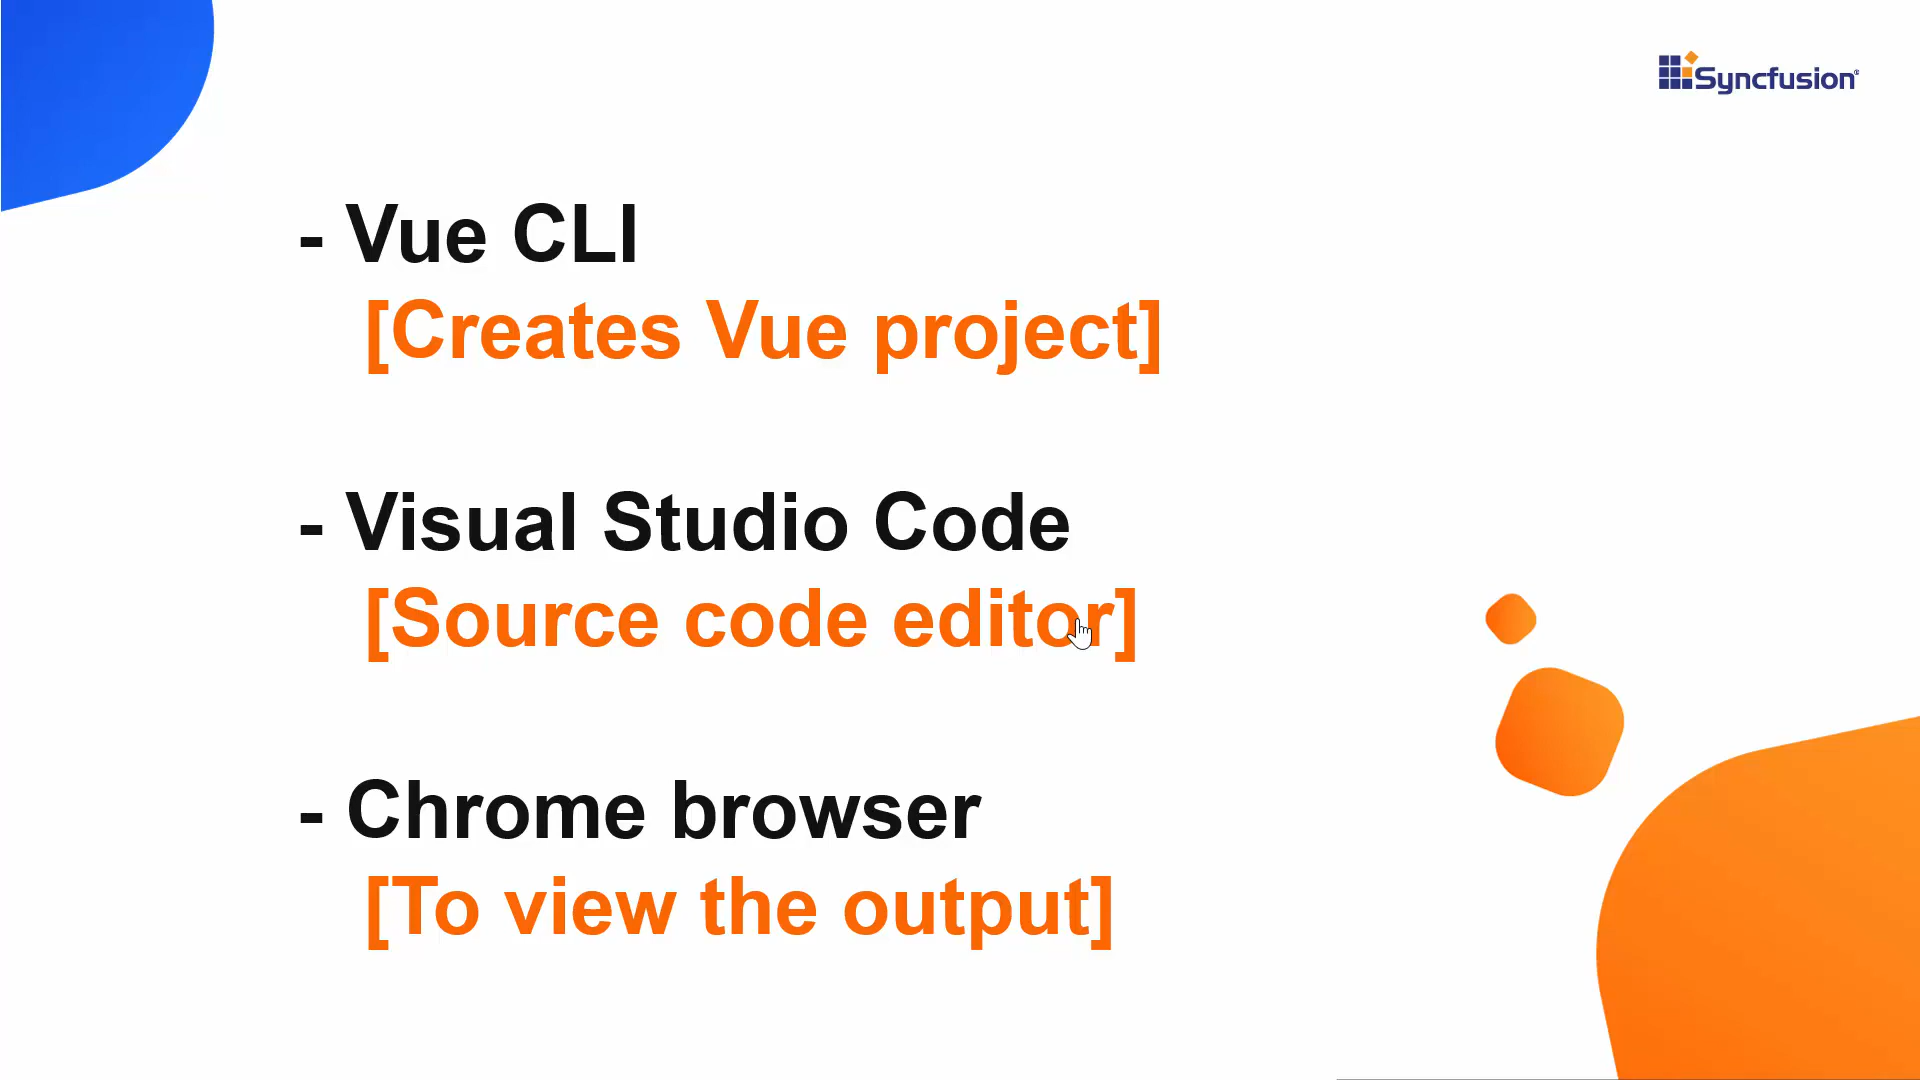 Syncfusion
- Vue CLI
[Creates Vue project]
- Visual Studio Code
[Source code editor]
- Chrome browser
[To view the output]